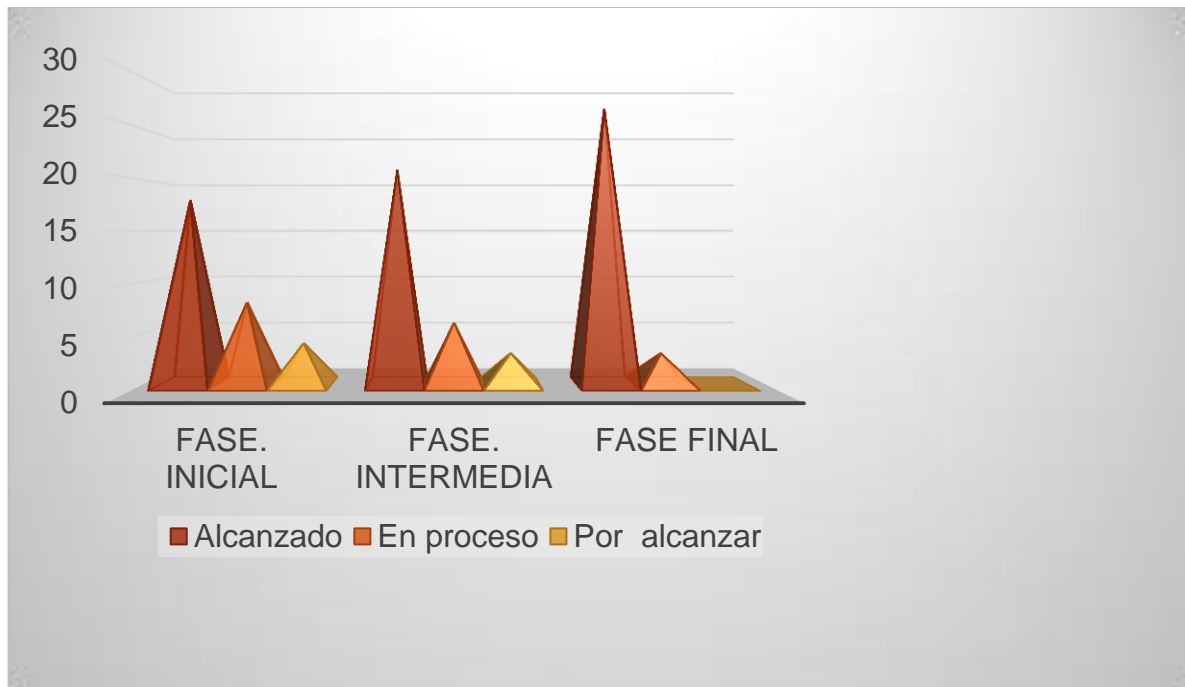 30
25
20
15
10
5
0
FASE.
INICIAL
FASE.
INTERMEDIA
FASE FINAL
Alcanzado
En proceso
Por alcanzar